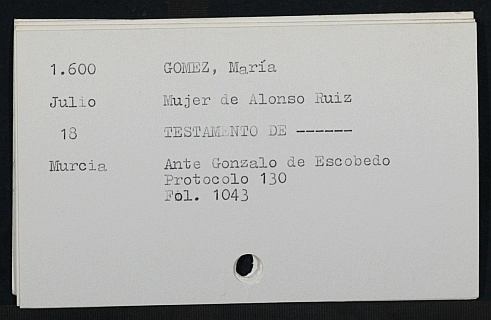 1.600 GOMEZ, María
Julio Mujer de Alonso Ruiz
18 TESTAMENTO DE ------
Murcia Ante Gonzalo de Escobedo
Protocolo 130
Fol. 1043